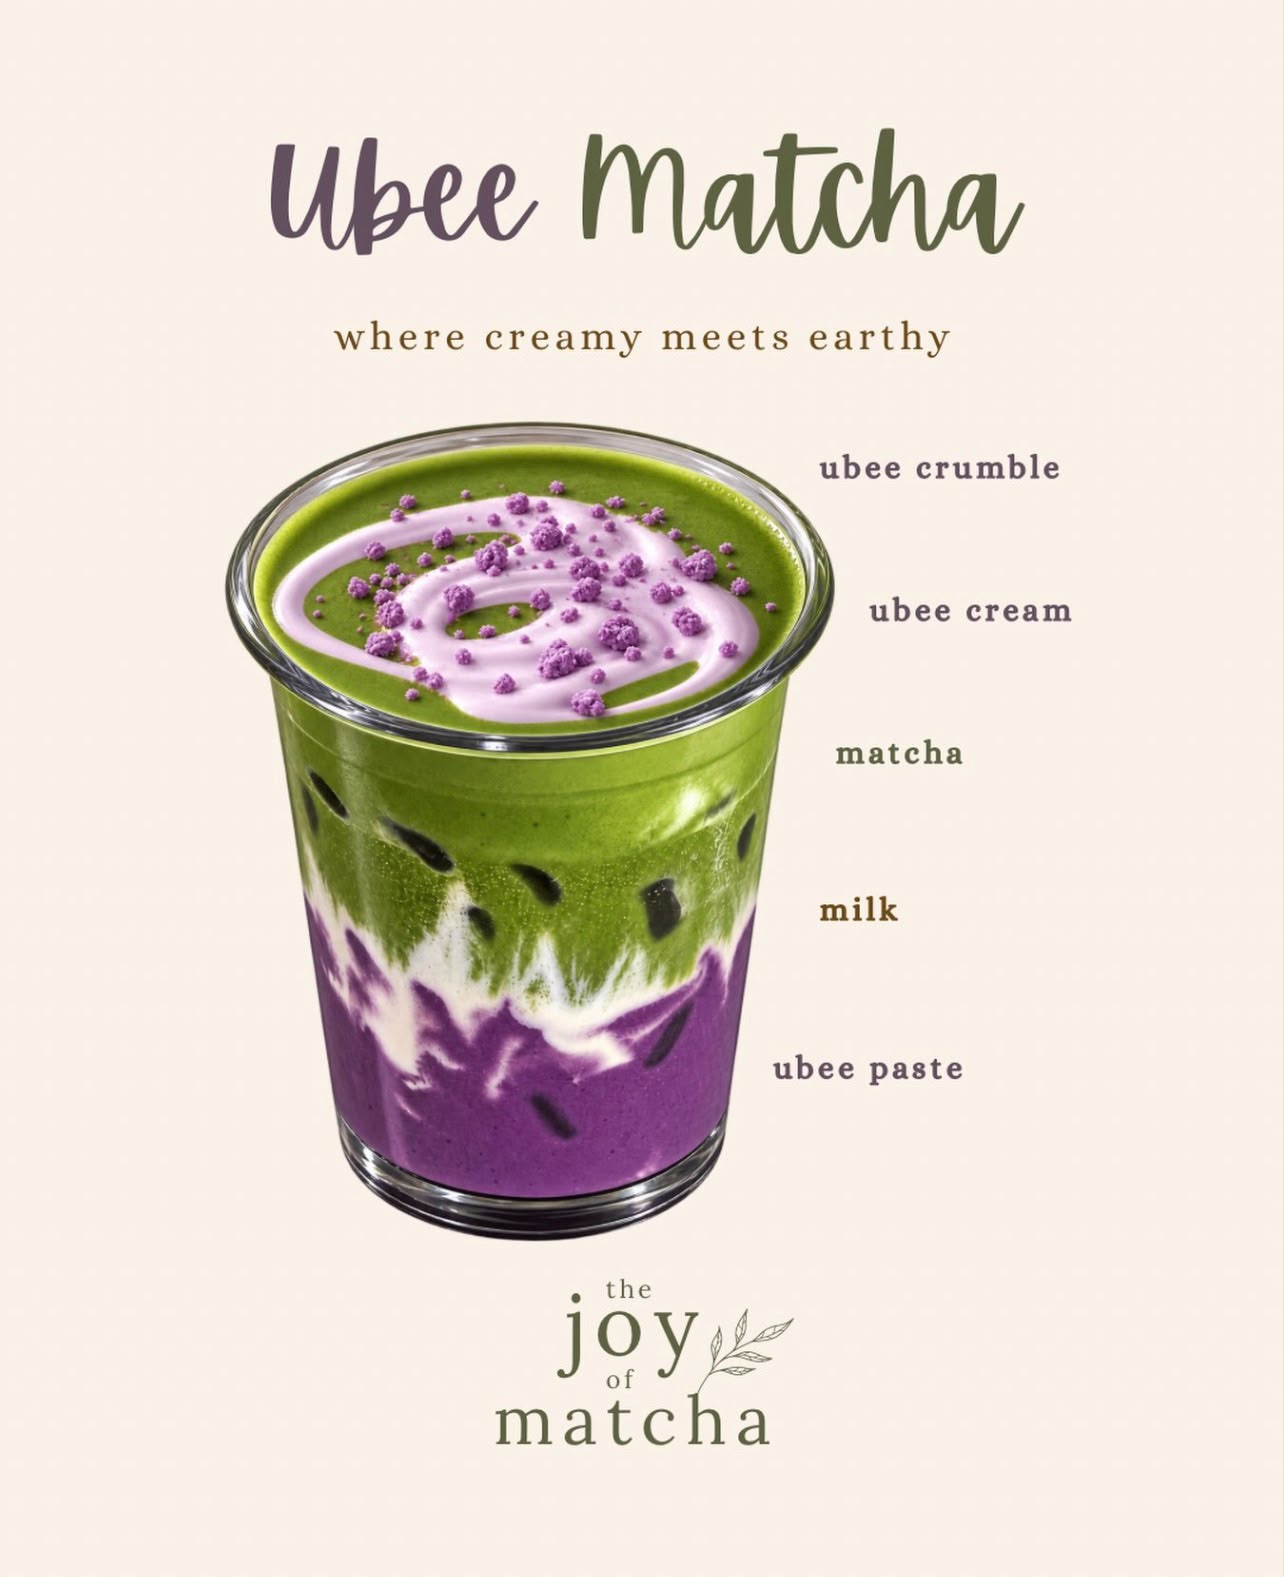 Ubee Matcha
where creamy meets earthy
ubee crumble
ubee cream
matcha
milk
ubee paste
the
joy
of
matcha